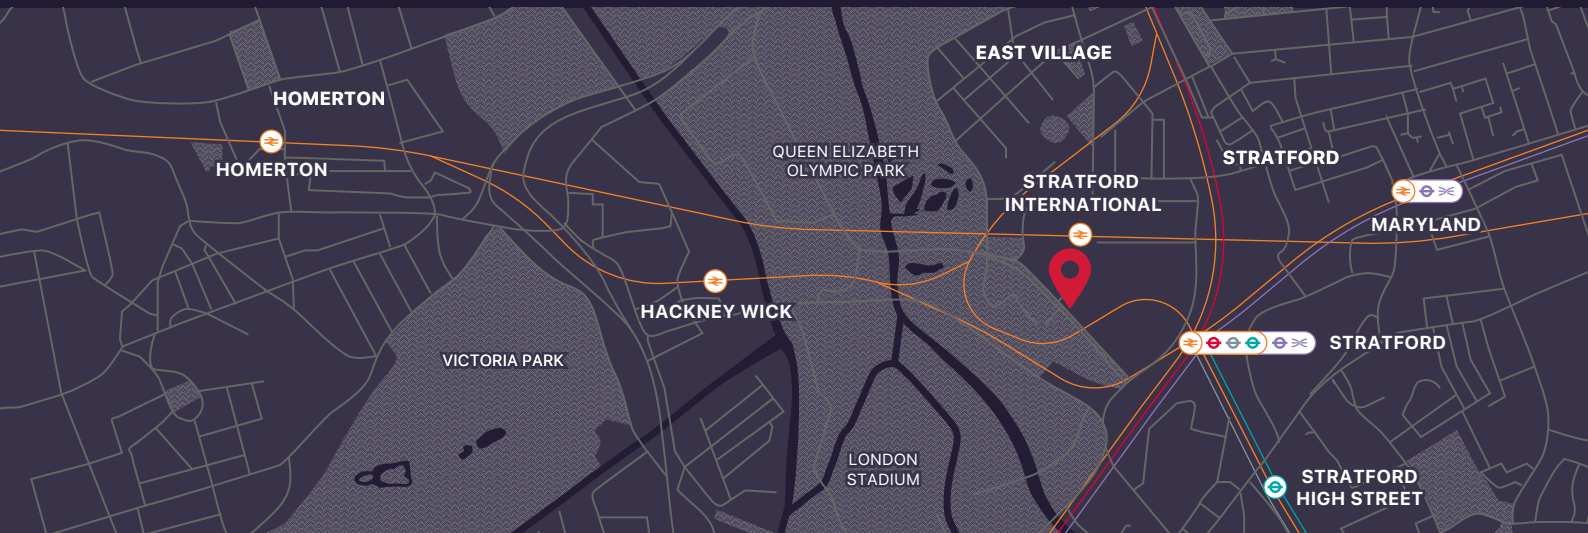 EAST VILLAGE
HOMERTON
HOMERTON
QUEEN ELIZABETH
OLYMPIC PARK
STRATFORD
STRATFORD
INTERNATIONAL
MARYLAND
HACKNEY WICK
VICTORIA PARK
STRATFORD
LONDON
STADIUM
STRATFORD
HIGH STREET